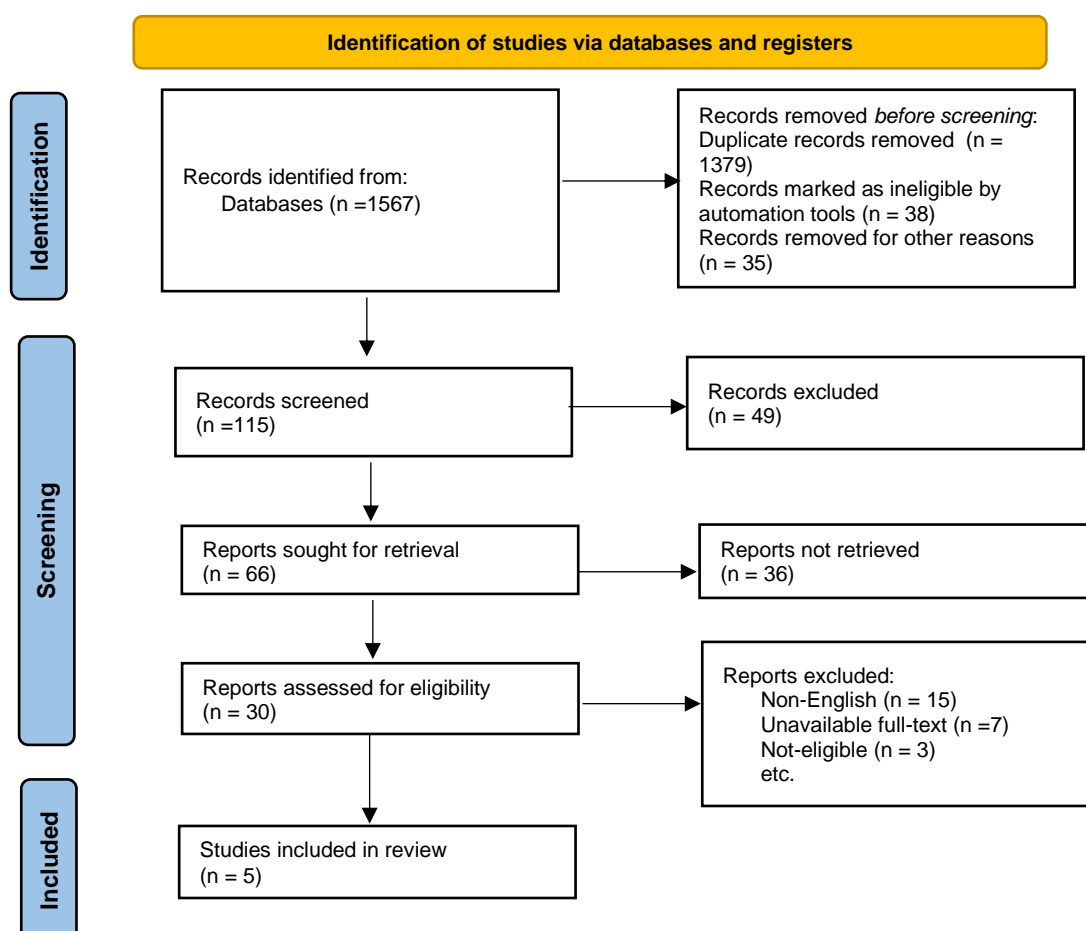 Identification of studies via databases and registers
Identification
Records identified from:
Databases (n =1567)
Records removed before screening:
Duplicate records removed (n =
1379)
Records marked as ineligible by
automation tools (n = 38)
Records removed for other reasons
(n = 35)
Screening
Records screened
(n =115)
Records excluded
(n = 49)
Reports sought for retrieval
(n = 66)
Reports not retrieved
(n = 36)
Reports assessed for eligibility
(n = 30)
Reports excluded:
Non-English (n = 15)
Unavailable full-text (n =7)
Not-eligible (n = 3)
etc.
Included
Studies included in review
(n = 5)